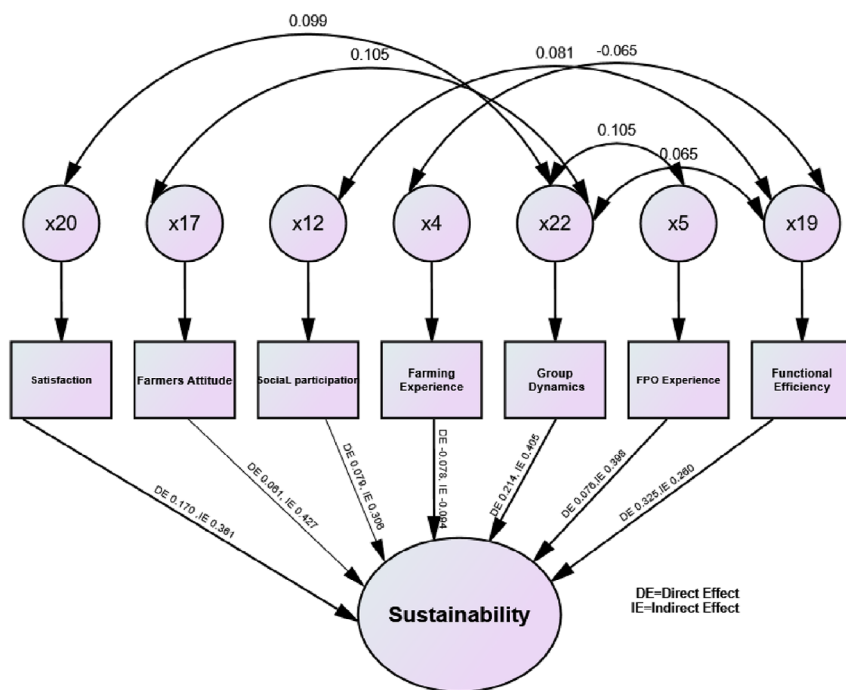 0.099
0.105
0.081
-0.065
0.105
0.065
x20
x17
x12
x4
x22
x5
x19
Satisfaction
Farmers Attitude
SociaL participation
Farming
Experience
Group
Dynamics
FPO Experience
Functional
Efficiency
DE 0.170 ,IE 0.361
DE 0.061, IE 0.427
DE 0.079, IE 0.306
DE -0.078, IE -0.094
DE 0.214, IE 0.405
DE 0.076,IE 0.396
DE 0.325,IE 0.260
Sustainability
DE=Direct Effect
IE=Indirect Effect